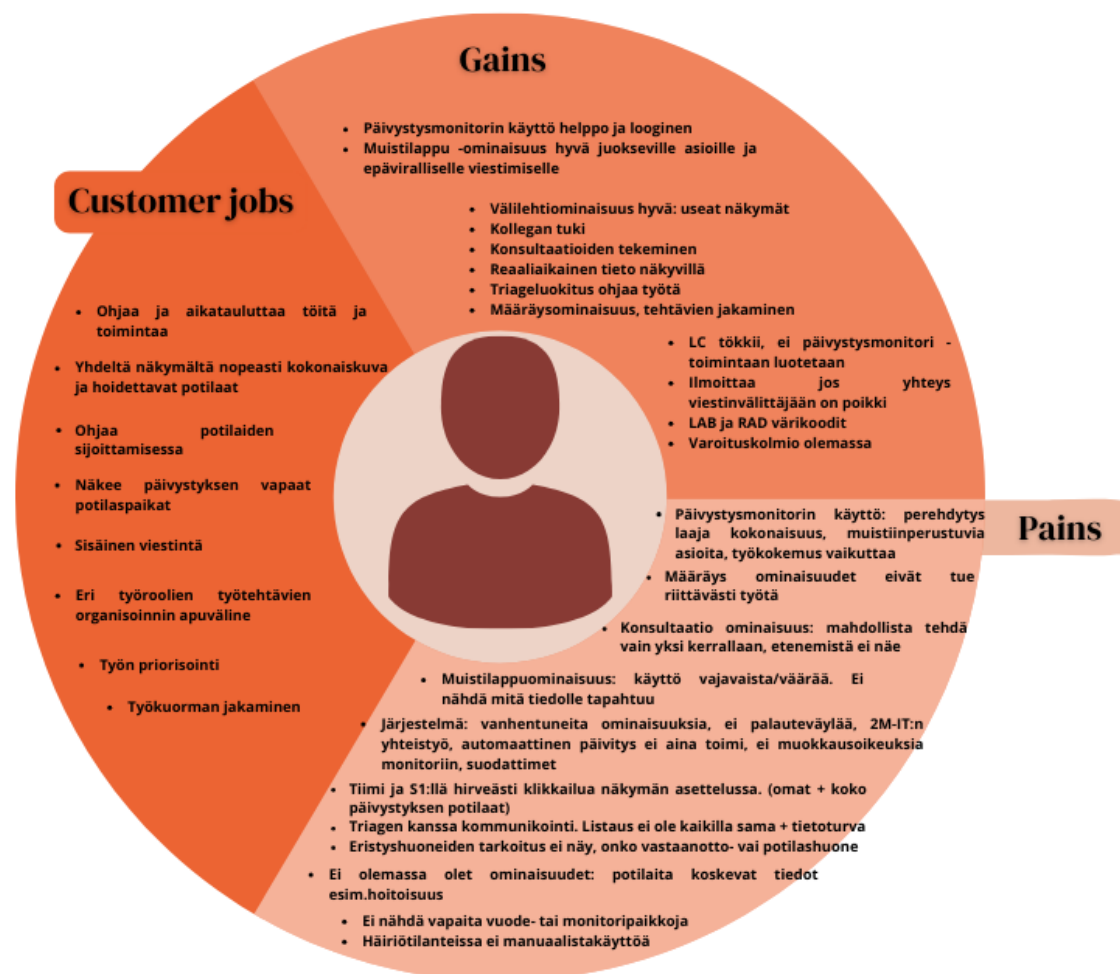 Gains
• Päivystysmonitorin käyttö helppo ja looginen
• Muistilappu -ominaisuus hyvä juokseville asioille ja
epäviralliselle viestimiselle
• Välilehtiominaisuus hyvä: useat näkymät
• Kollegan tuki
• Konsultaatioiden tekeminen
• Reaaliaikainen tieto näkyvillä
• Triageluokitus ohjaa työtä
• Määräysominaisuus, tehtävien jakaminen
• LC tökkii, ei päivystysmonitori -
toimintaan luotetaan
• Ilmoittaa jos yhteys
viestinvälittäjään on poikki
• LAB ja RAD värikoodit
• Varoituskolmio olemassa
Customer jobs
• Ohjaa ja aikatauluttaa töitä ja
toimintaa
• Yhdeltä näkymältä nopeasti kokonaiskuva
ja hoidettavat potilaat
• Ohjaa potilaiden
sijoittamisessa
• Näkee päivystyksen vapaat
potilaspaikat
• Sisäinen viestintä
• Eri työroolien työtehtävien
organisoinnin apuväline
• Työn priorisointi
• Työkuorman jakaminen
Pains
• Päivystysmonitorin käyttö: perehdytys
laaja kokonaisuus, muistiinperustuvia
asioita, työkokemus vaikuttaa
• Määräys ominaisuudet eivät tue
riittävästi työtä
• Konsultaatio ominaisuus: mahdollista tehdä
vain yksi kerrallaan, etenemistä ei näe
• Muistilappuominaisuus: käyttö vajavaista/väärää. Ei
nähdä mitä tiedolle tapahtuu
• Järjestelmä: vanhentuneita ominaisuuksia, ei palauteväylää, 2M-IT:n
yhteistyö, automaattinen päivitys ei aina toimi, ei muokkausoikeuksia
monitoriin, suodattimet
• Tiimi ja S1:llä hirveästi klikkailua näkymän asettelussa. (omat + koko
päivystyksen potilaat)
• Triagen kanssa kommunikointi. Listaus ei ole kaikilla sama + tietoturva
• Eristyshuoneiden tarkoitus ei näy, onko vastaanotto- vai potilashuone
• Ei olemassa olet ominaisuudet: potilaita koskevat tiedot
esim.hoitoisuus
• Ei nähdä vapaita vuode- tai monitoripaikkoja
• Häiriötilanteissa ei manuaalistakäyttöä